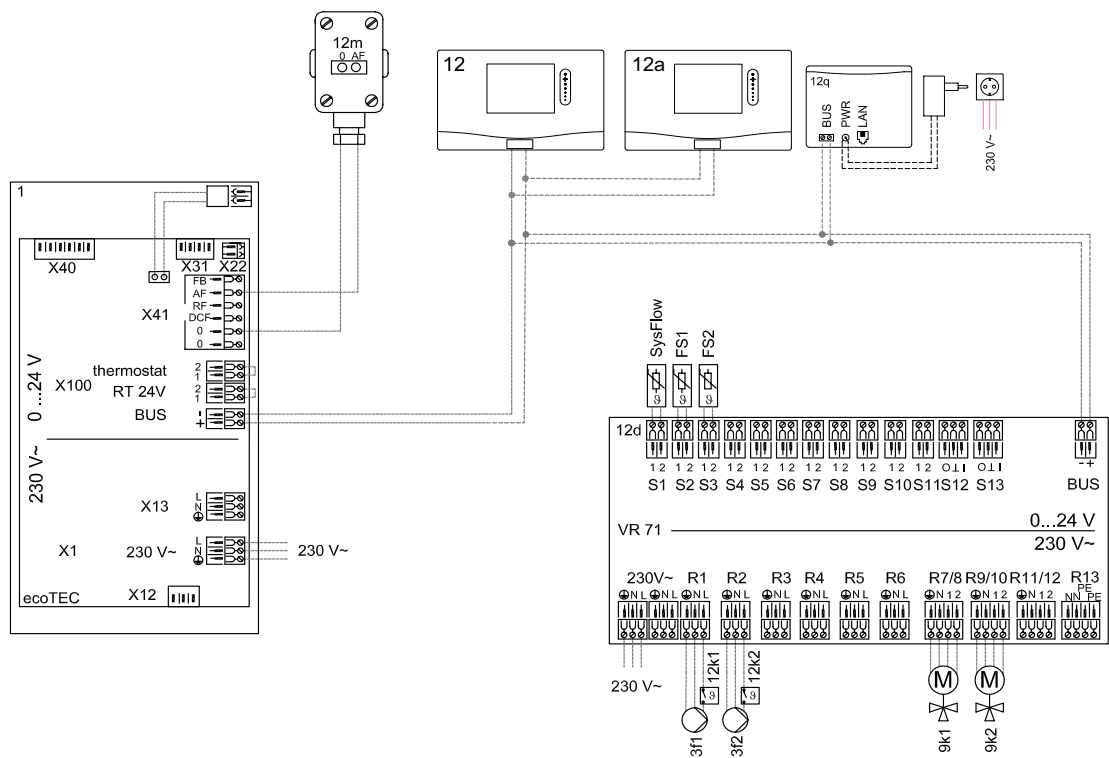 12m
0 AF
12
12a
12q
BUS
PWR
LAN
230 V~
1
X40
X31
X22
FB
AF
X41
RF
DCF
0
0
thermostat
2
1
X100
RT 24V
2
1
BUS
-
+
0 ...24 V
230 V~
X13
L
N
X1
230 V~
L
N
230 V~
ecoTEC
X12
SysFlow
FS1
FS2
12d
1 2
1 2
1 2
1 2
1 2
1 2
1 2
1 2
1 2
1 2
1 2
O⊥I
O⊥I
- +
S1
S2
S3
S4
S5
S6
S7
S8
S9
S10
S11
S12
S13
BUS
VR 71
0...24 V
230 V~
230V~
R1
R2
R3
R4
R5
R6
R7/8
R9/10
R11/12
R13
N L
N L
N L
N L
N L
N L
N L
N L
N 1 2
N 1 2
N 1 2
NN PE PE
230 V~
12k1
12k2
M
M
3f1
3f2
9k1
9k2